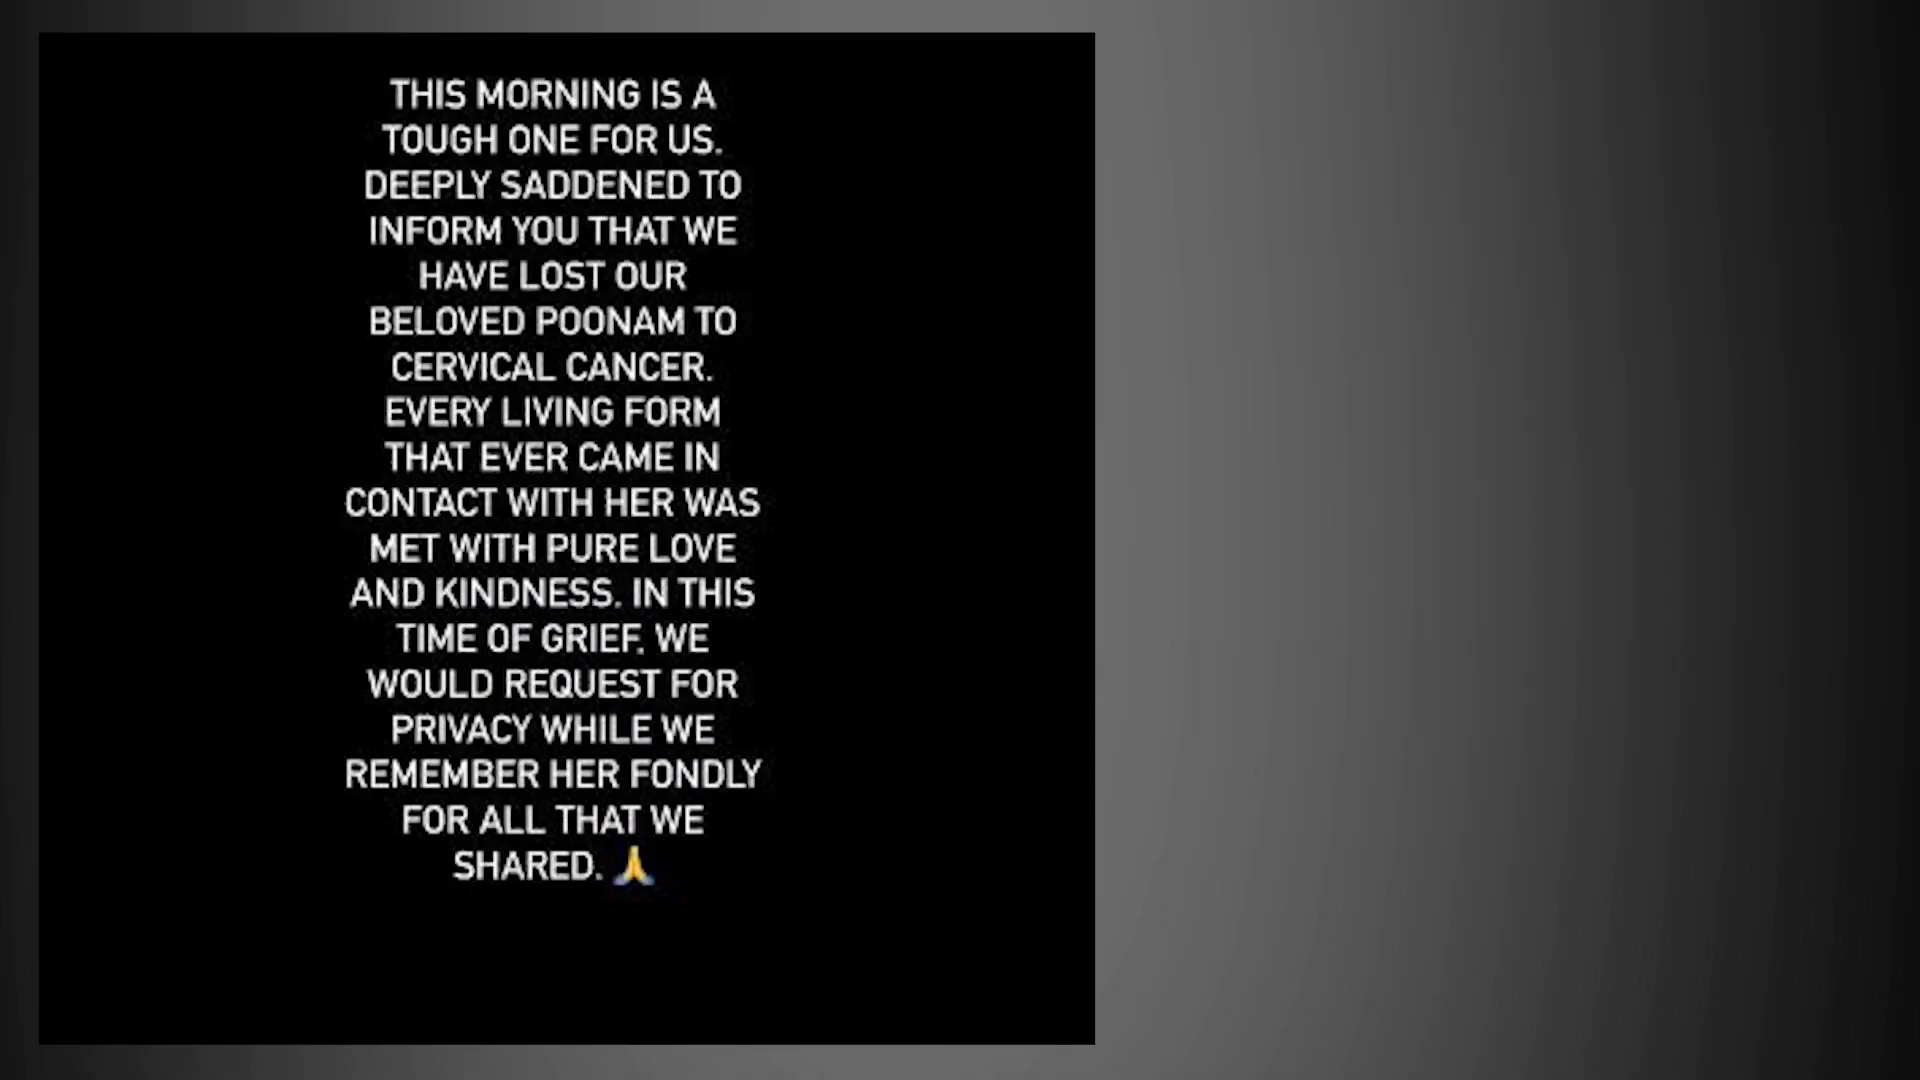 THIS MORNING IS A
TOUGH ONE FOR US.
DEEPLY SADDENED TO
INFORM YOU THAT WE
HAVE LOST OUR
BELOVED POONAM TO
CERVICAL CANCER.
EVERY LIVING FORM
THAT EVER CAME IN
CONTACT WITH HER WAS
MET WITH PURE LOVE
AND KINDNESS. IN THIS
TIME OF GRIEF, WE
WOULD REQUEST FOR
PRIVACY WHILE WE
REMEMBER HER FONDLY
FOR ALL THAT WE
SHARED. 🙏